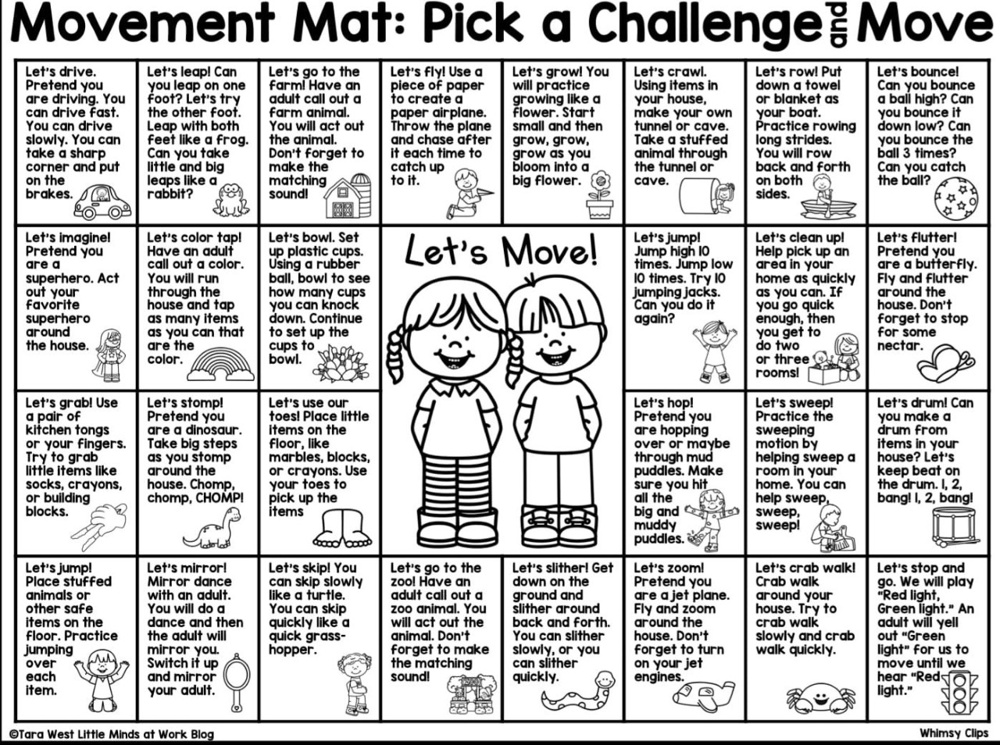 Movement Mat: Pick a Challenge and Move
Let's drive.
Pretend you
are driving. You
can drive fast.
You can drive
slowly. You can
take a sharp
corner and put
on the
brakes.
Let's leap! Can
you leap on one
foot? Let's try
the other foot.
Leap with both
feet like a frog.
Can you take
little and big
leaps like a
rabbit?
Let's go to the
farm! Have an
adult call out a
farm animal.
You will act out
the animal.
Don't forget to
make the
matching
sound!
Let's fly! Use a
piece of paper
to create a
paper airplane.
Throw the plane
and chase after
it each time to
catch up
to it.
Let's grow! You
will practice
growing like a
flower. Start
small and then
grow, grow,
grow as you
bloom into a
big flower.
Let's crawl.
Using items in
your house,
make your own
tunnel or cave.
Take a stuffed
animal through
the tunnel or
cave.
Let's row! Put
down a towel
or blanket as
your boat.
Practice rowing
long strides.
You will row
back and forth
on both
sides.
Let's bounce!
Can you bounce
a ball high? Can
you bounce it
down low? Can
you bounce the
ball 3 times?
Can you catch
the ball?
Let's imagine!
Pretend you
are a
superhero. Act
out your
favorite
superhero
around
the house.
Let's color tap!
Have an adult
call out a color.
You will run
through the
house and tap
as many items
as you can that
are the
color.
Let's bowl. Set
up plastic cups.
Using a rubber
ball, bowl to see
how many cups
you can knock
down. Continue
to set up the
cups to
bowl.
Let's Move!
Let's jump!
Jump high 10
times. Jump low
10 times. Try 10
jumping jacks.
Can you do it
again?
Let's clean up!
Help pick up an
area in your
home as quickly
as you can. If
you go quick
enough, then
you get to
do two
or three
rooms!
Let's flutter!
Pretend you
are a butterfly.
Fly and flutter
around the
house. Don't
forget to stop
for some
nectar.
Let's grab! Use
a pair of
kitchen tongs
or your fingers.
Try to grab
little items like
socks, crayons,
or building
blocks.
Let's stomp!
Pretend you
are a dinosaur.
Take big steps
as you stomp
around the
house. Chomp,
chomp, CHOMP!
Let's use our
toes! Place little
items on the
floor, like
marbles, blocks,
or crayons. Use
your toes to
pick up the
items
Let's hop!
Pretend you
are hopping
over or maybe
through mud
puddles. Make
sure you hit
all the
big and
muddy
puddles.
Let's sweep!
Practice the
sweeping
motion by
helping sweep a
room in your
home. You can
help sweep,
sweep,
sweep!
Let's drum! Can
you make a
drum from
items in your
house? Let's
keep beat on
the drum. 1, 2,
bang! 1, 2, bang!
Let's jump!
Place stuffed
animals or
other safe
items on the
floor. Practice
jumping
over
each
item.
Let's mirror!
Mirror dance
with an adult.
You will do a
dance and then
the adult will
mirror you.
Switch it up
and mirror
your adult.
Let's skip! You
can skip slowly
like a turtle.
You can skip
quickly like a
quick grass-
hopper.
Let's go to the
zoo! Have an
adult call out a
zoo animal. You
will act out the
animal. Don't
forget to make
the matching
sound!
ZOO
Let's slither! Get
down on the
ground and
slither around
back and forth.
You can slither
slowly, or you
can slither
quickly.
Let's zoom!
Pretend you
are a jet plane.
Fly and zoom
around the
house. Don't
forget to turn
on your jet
engines.
Let's crab walk!
Crab walk
around your
house. Try to
crab walk
slowly and crab
walk quickly.
Let's stop and
go. We will play
"Red light,
Green light." An
adult will yell
out "Green
light" for us to
move until we
hear "Red
light."
©Tara West Little Minds at Work Blog
Whimsy Clips